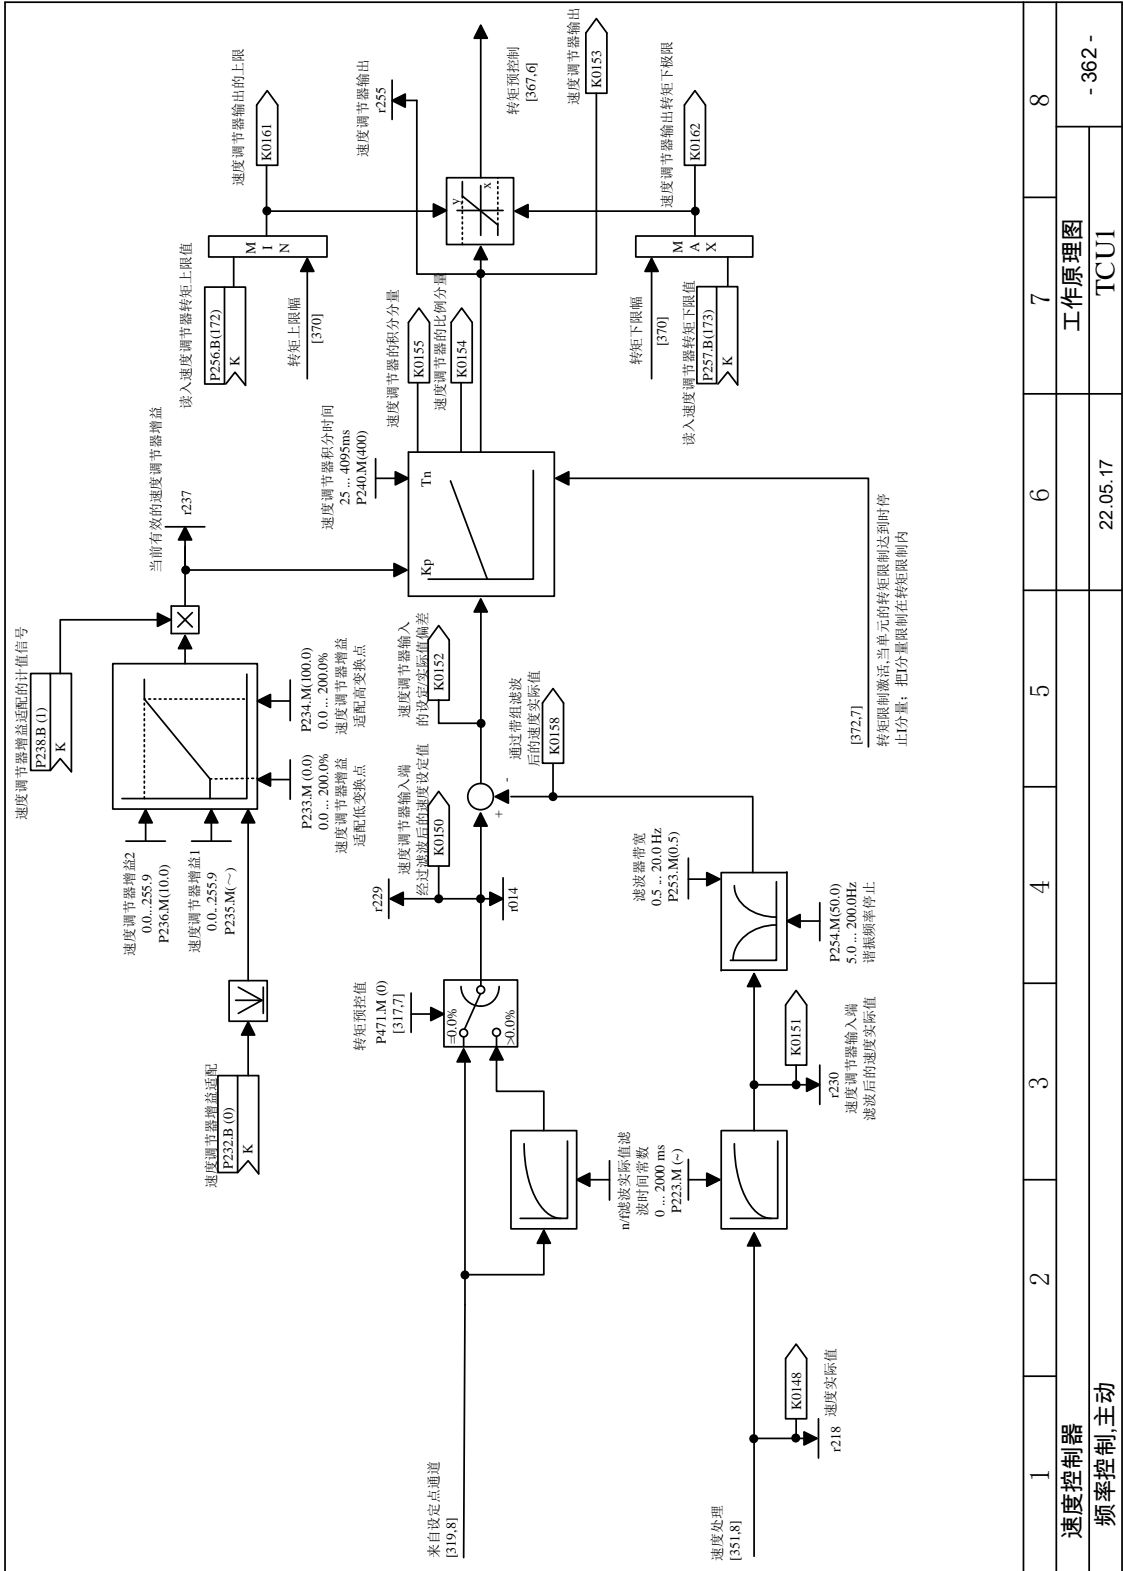 速度调节器增益适配的计值信号
P238.B (1)
K
当前有效的速度调节器增益
r237
读入速度调节器转矩上限值
P256.B(172)
K
转矩上限幅
[370]
M
I
N
速度调节器输出的上限
K0161
速度调节器增益2
0.0...255.9
P236.M(10.0)
速度调节器增益1
0.0...255.9
P235.M(～)
P233.M (0.0)
0.0 ... 200.0%
速度调节器增益
适配低变换点
P234.M(100.0)
0.0 ... 200.0%
速度调节器增益
适配高变换点
速度调节器增益适配
P232.B (0)
K
速度调节器积分时间
25 ... 4095ms
P240.M(400)
Kp
Tn
速度调节器的积分分量
K0155
速度调节器的比例分量
K0154
速度调节器输出
r255
y
x
转矩预控制
[367,6]
速度调节器输出
K0153
转矩预控值
P471.M (0)
[317,7]
=0.0%
>0.0%
r229
速度调节器输入端
经过滤波后的速度设定值
K0150
r014
速度调节器输入
的设定/实际值偏差
K0152
+
-
通过带组滤波
后的速度实际值
K0158
来自设定点通道
[319,8]
n/f滤波实际值滤
波时间常数
0 ... 2000 ms
P223.M (~)
滤波器带宽
0.5 ... 20.0 Hz
P253.M(0.5)
P254.M(50.0)
5.0 ... 200.0Hz
谐振频率停止
K0151
r230
速度调节器输入端
滤波后的速度实际值
速度处理
[351,8]
K0148
r218
速度实际值
转矩下限幅
[370]
读入速度调节器转矩下限值
P257.B(173)
K
M
A
X
速度调节器输出转矩下极限
K0162
[372,7]
转矩限制激活,当单元的转矩限制达到时停
止I分量；把I分量限制在转矩限制内
1
2
3
4
5
6
7
8
速度控制器
频率控制,主动
22.05.17
工作原理图
TCU1
- 362 -